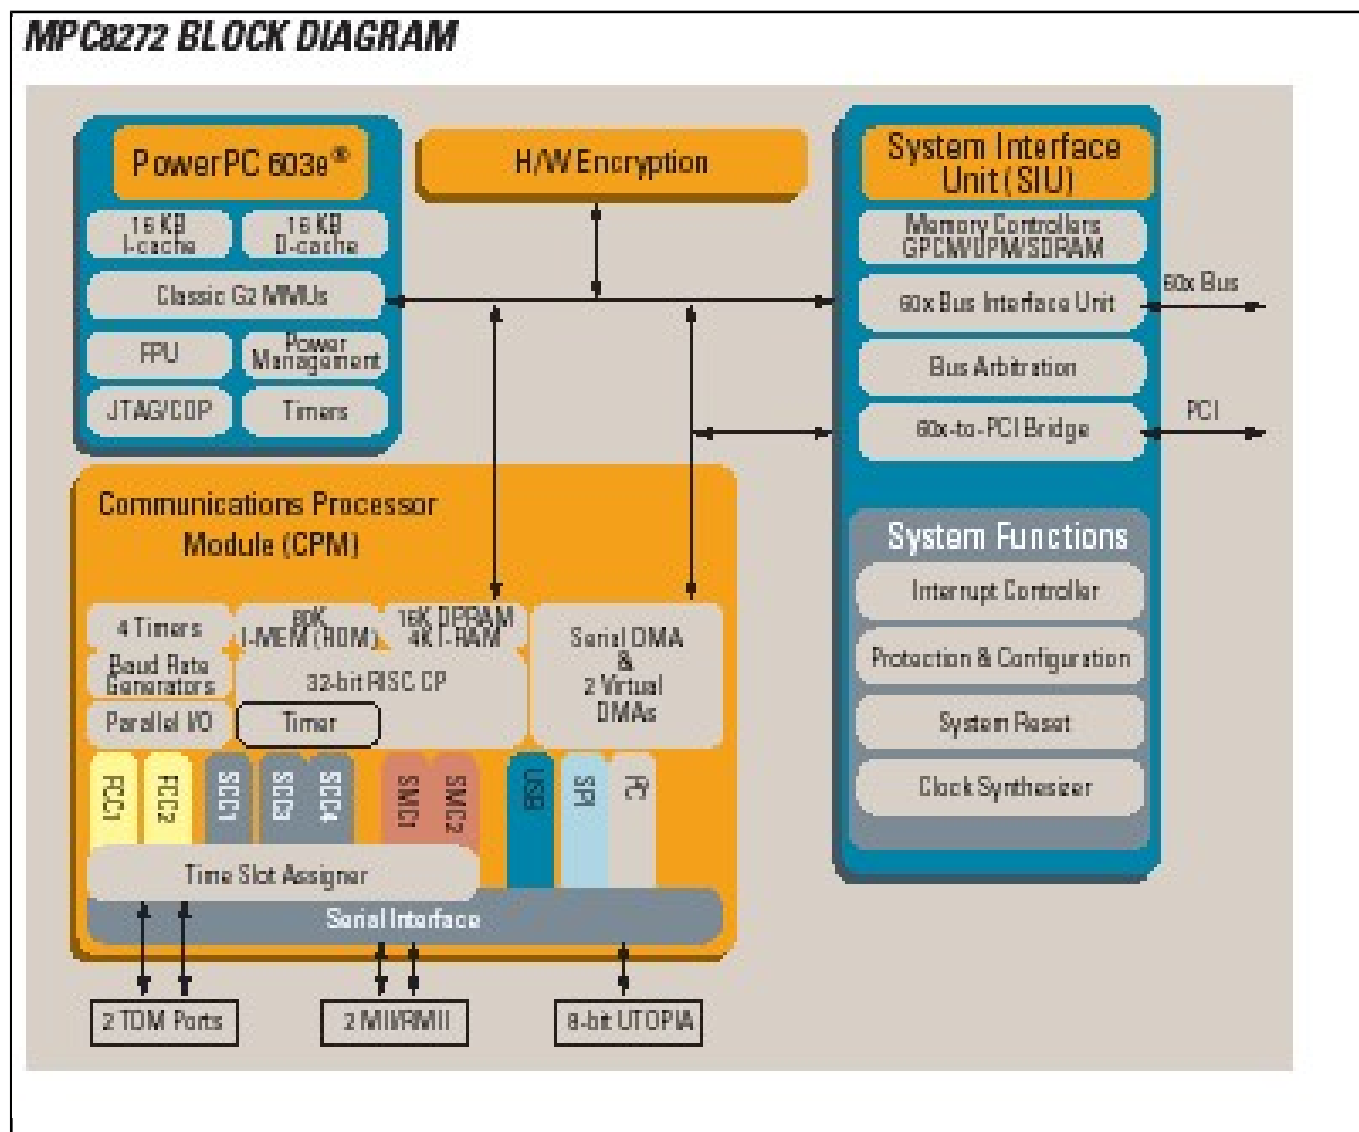 MPC8272 BLOCK DIAGRAM
PowerPC 603e®
16 KB
I-cache
16 KB
D-cache
Classic G2 MMUs
FPU
Power
Management
JTAG/COP
Timers
H/W Encryption
System Interface
Unit (SIU)
Memory Controllers
GPCM/UPM/SDRAM
60x Bus Interface Unit
60x Bus
Bus Arbitration
60x-to-PCI Bridge
PCI
System Functions
Interrupt Controller
Protection & Configuration
System Reset
Clock Synthesizer
Communications Processor
Module (CPM)
4 Timers
I-MEM (ROM)
16K DPRAM
4K I-RAM
Serial DMA
&
2 Virtual
DMAs
Baud Rate
Generators
32-bit RISC CP
Parallel I/O
Timer
FCC1
FCC2
SCC1
SCC3
SCC4
SMC1
SMC2
USB
SPI
I²C
Time Slot Assigner
Serial Interface
2 TDM Ports
2 MII/RMII
8-bit UTOPIA